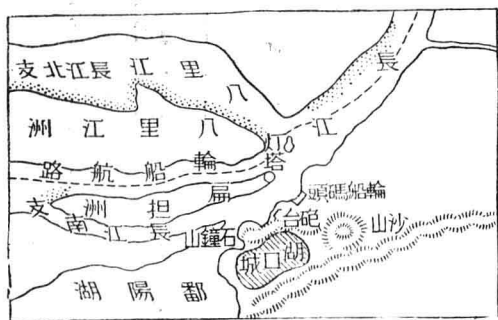 八里江
長江北支
八里江洲
長江
灯塔
輪船航路
扁担洲
長江南支
輪船碼頭
砲台
沙山
石鐘山
湖口城
鄱陽湖